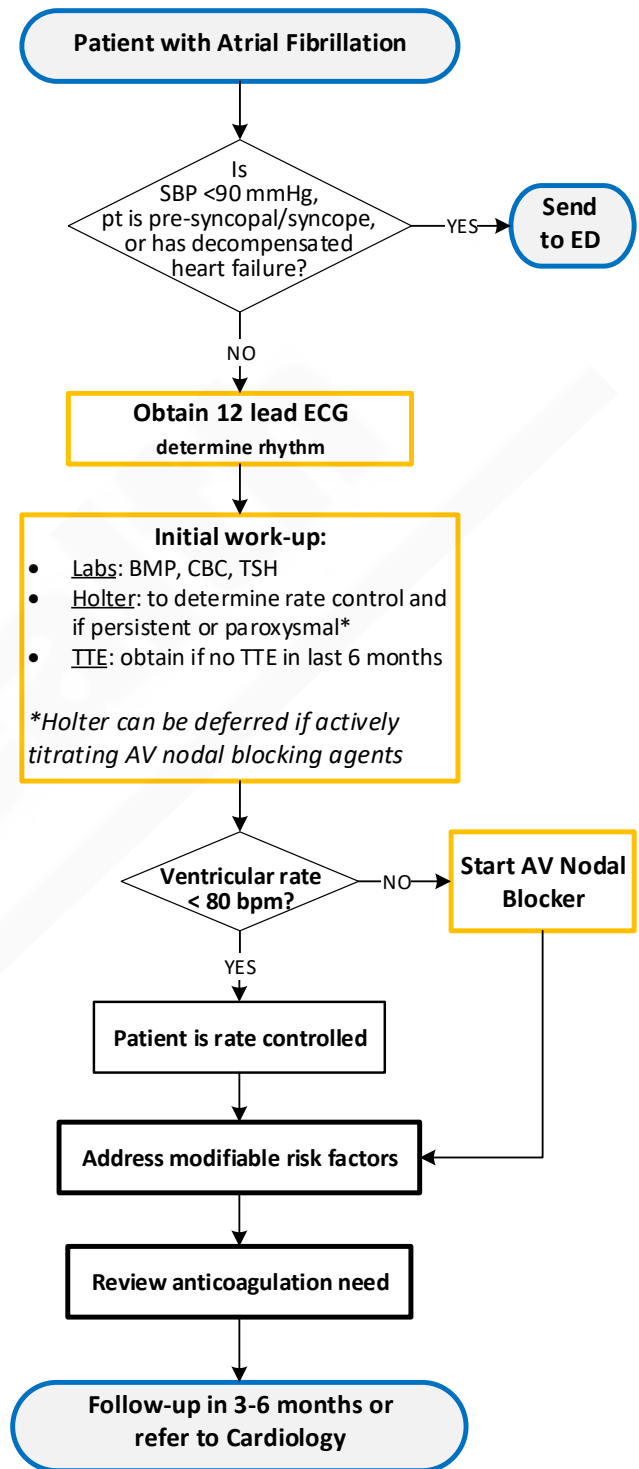 Patient with Atrial Fibrillation
Is
SBP <90 mmHg,
pt is pre-syncopal/syncope,
or has decompensated
heart failure?
YES
Send
to ED
NO
Obtain 12 lead ECG
determine rhythm
Initial work-up:
• Labs: BMP, CBC, TSH
• Holter: to determine rate control and
if persistent or paroxysmal*
• TTE: obtain if no TTE in last 6 months
*Holter can be deferred if actively
titrating AV nodal blocking agents
Ventricular rate
< 80 bpm?
NO
Start AV Nodal
Blocker
YES
Patient is rate controlled
Address modifiable risk factors
Review anticoagulation need
Follow-up in 3-6 months or
refer to Cardiology